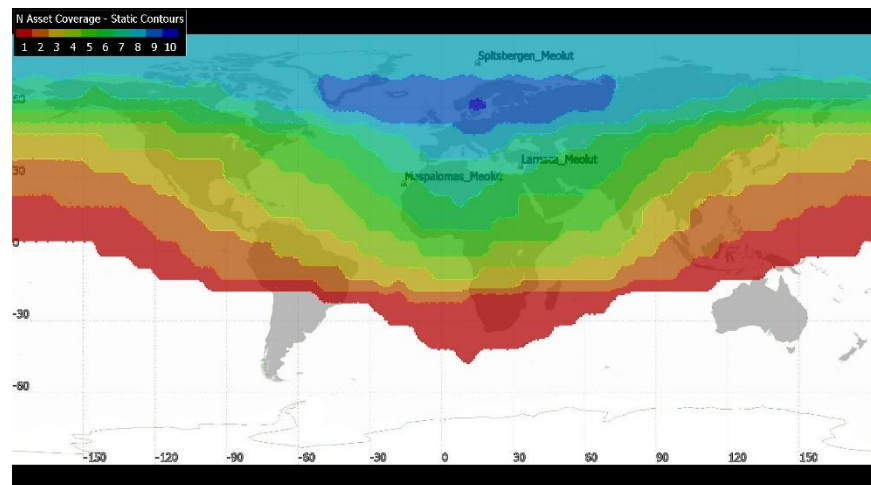 N Asset Coverage - Static Contours
1 2 3 4 5 6 7 8 9 10
Spitsbergen_Meolut
60
Larnaca_Meolut
30
Maspalomas_Meolut
0
-30
-60
-150 -120 -90 -60 -30 0 30 60 90 120 150